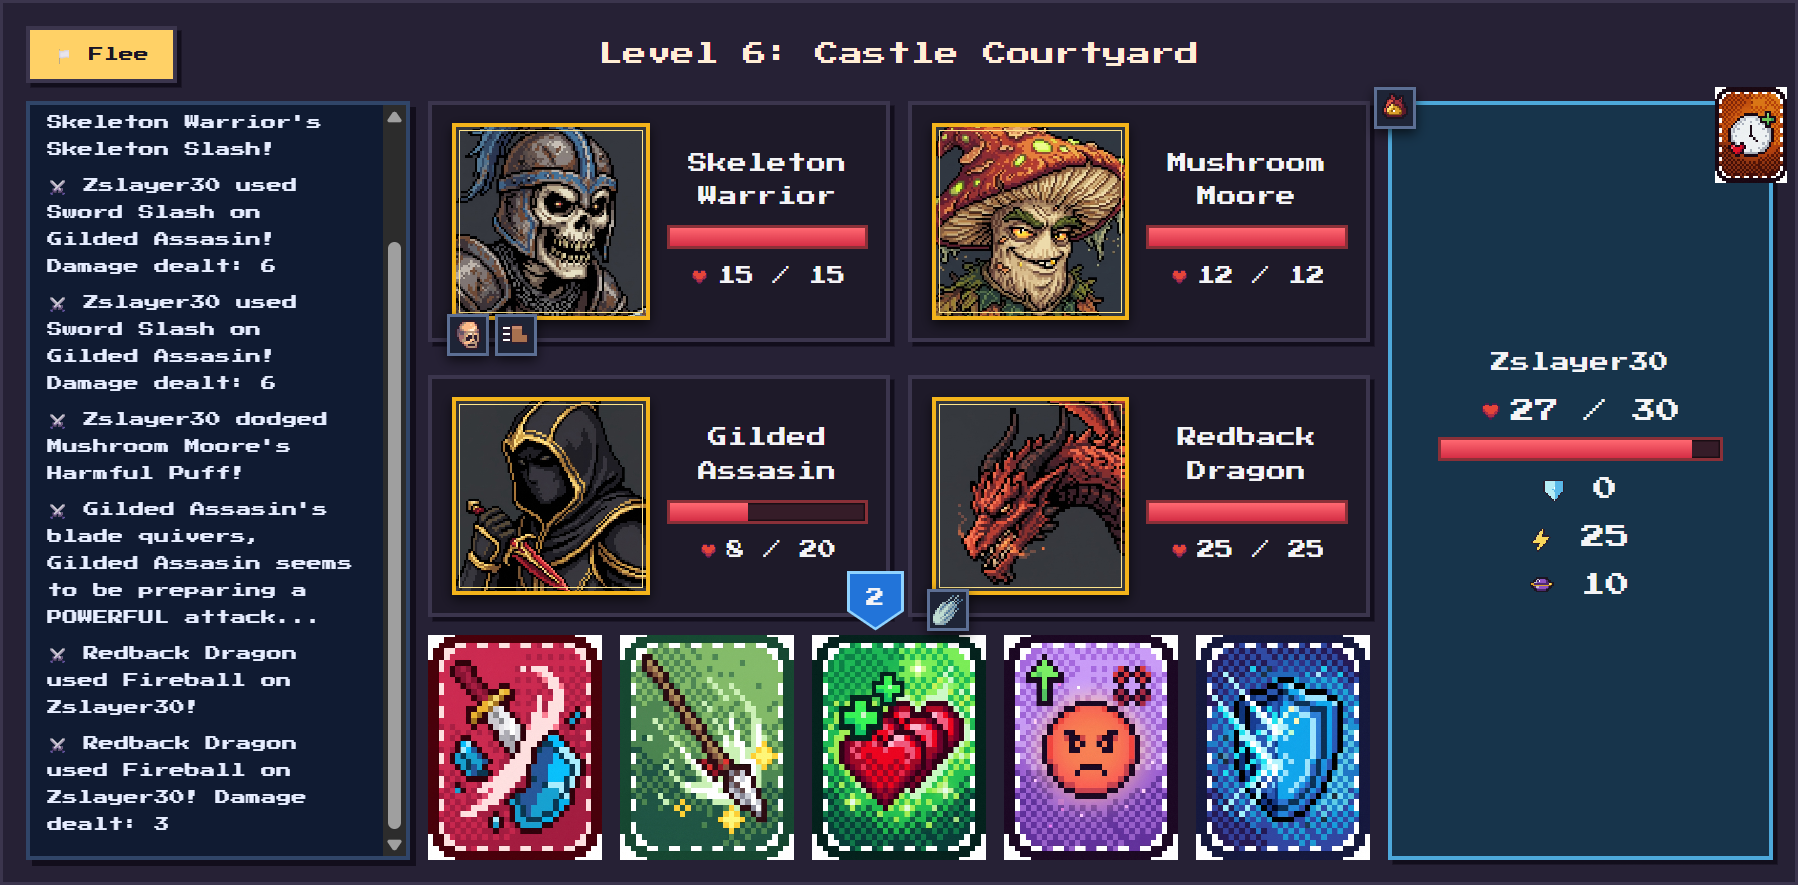 Flee
Level 6: Castle Courtyard
Skeleton Warrior's
Skeleton Slash!
Zslayer30 used
Sword Slash on
Gilded Assasin!
Damage dealt: 6
Zslayer30 used
Sword Slash on
Gilded Assasin!
Damage dealt: 6
Zslayer30 dodged
Mushroom Moore's
Harmful Puff!
Gilded Assasin's
blade quivers,
Gilded Assasin seems
to be preparing a
POWERFUL attack...
Redback Dragon
used Fireball on
Zslayer30!
Redback Dragon
used Fireball on
Zslayer30! Damage
dealt: 3
Skeleton
Warrior
15 / 15
Mushroom
Moore
12 / 12
Gilded
Assasin
8 / 20
2
Redback
Dragon
25 / 25
Zslayer30
27 / 30
0
25
10